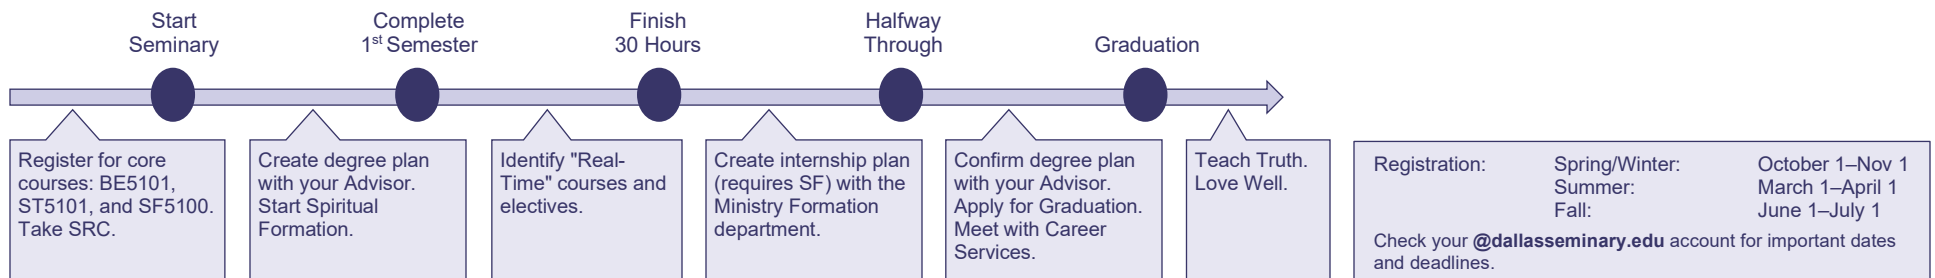 Start
Seminary
Complete
1st Semester
Finish
30 Hours
Halfway
Through
Graduation
Register for core
courses: BE5101,
ST5101, and SF5100.
Take SRC.
Create degree plan
with your Advisor.
Start Spiritual
Formation.
Identify "Real-
Time" courses and
electives.
Create internship plan
(requires SF) with the
Ministry Formation
department.
Confirm degree plan
with your Advisor.
Apply for Graduation.
Meet with Career
Services.
Teach Truth.
Love Well.
Registration: Spring/Winter: October 1–Nov 1
Summer: March 1–April 1
Fall: June 1–July 1
Check your @dallasseminary.edu account for important dates
and deadlines.